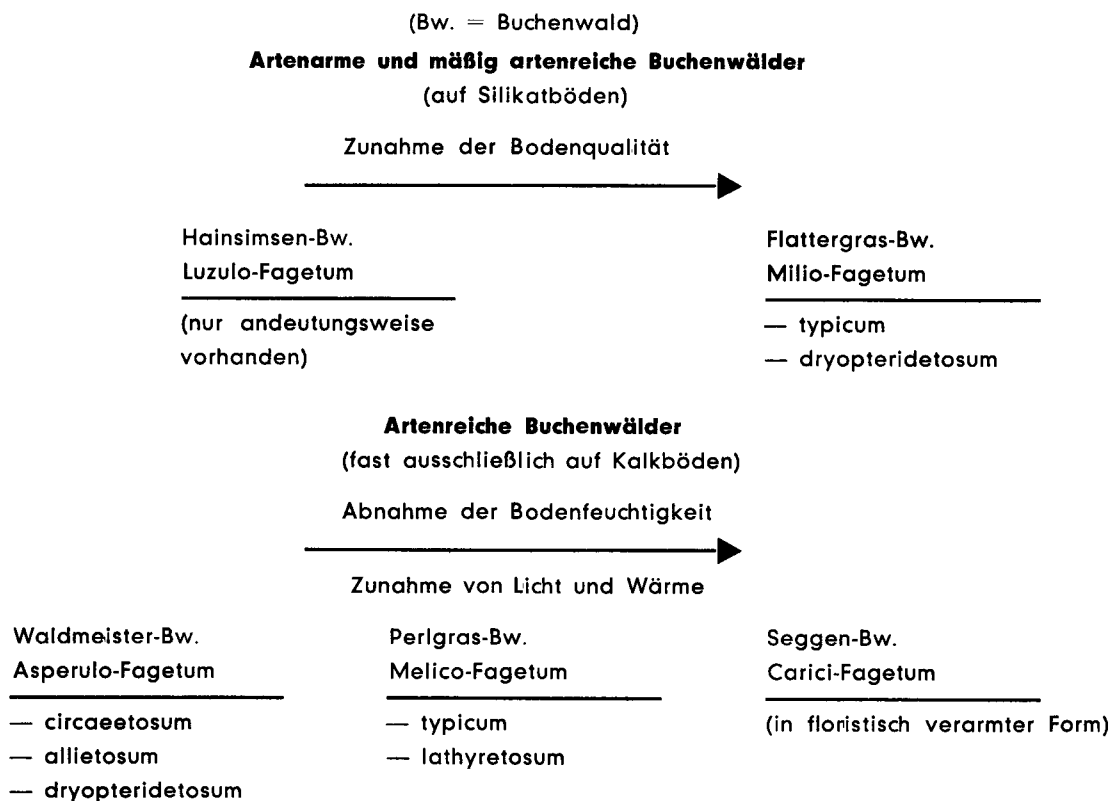 (Bw. = Buchenwald)
Artenarme und mäßig artenreiche Buchenwälder
(auf Silikatböden)
Zunahme der Bodenqualität
Hainsimsen-Bw.
Luzulo-Fagetum
(nur andeutungsweise
vorhanden)
Flattergras-Bw.
Milio-Fagetum
— typicum
— dryopteridetosum
Artenreiche Buchenwälder
(fast ausschließlich auf Kalkböden)
Abnahme der Bodenfeuchtigkeit
Zunahme von Licht und Wärme
Waldmeister-Bw.
Asperulo-Fagetum
— circaeetosum
— allietosum
— dryopteridetosum
Perlgras-Bw.
Melico-Fagetum
— typicum
— lathyretosum
Seggen-Bw.
Carici-Fagetum
(in floristisch verarmter Form)